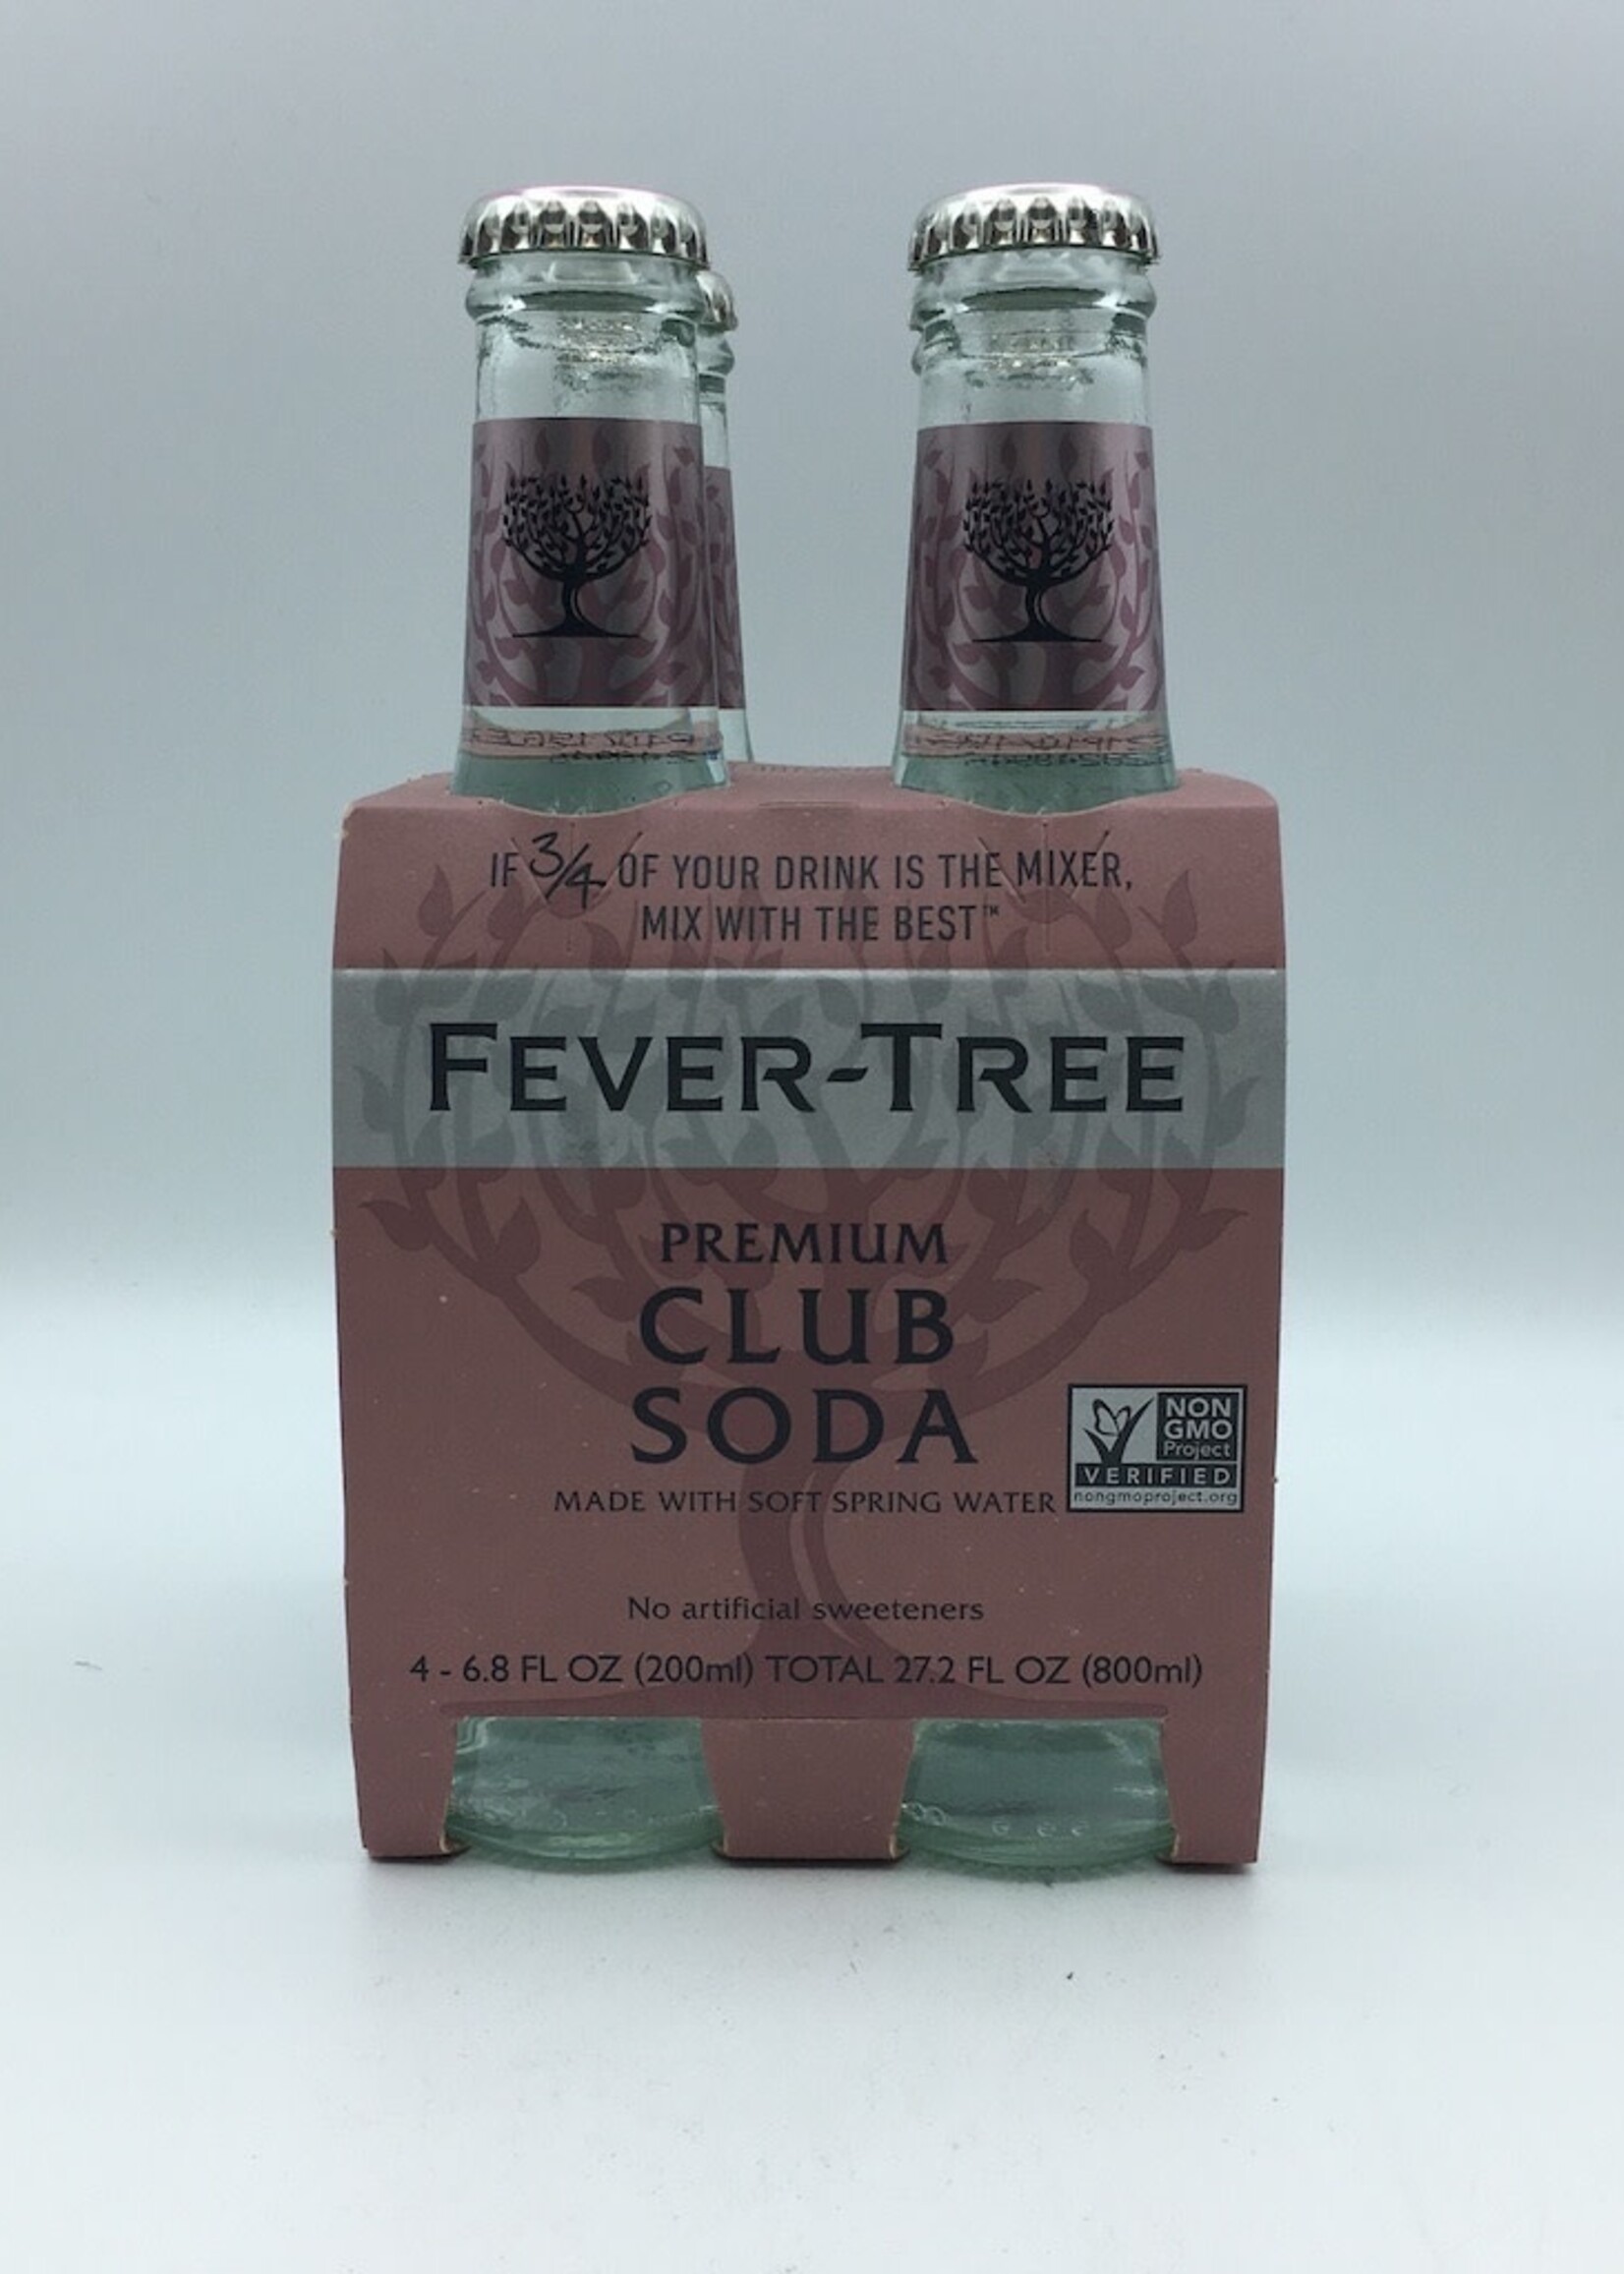 IF 3/4 OF YOUR DRINK IS THE MIXER,
MIX WITH THE BEST™
FEVER-TREE
PREMIUM
CLUB
SODA
MADE WITH SOFT SPRING WATER
NON
GMO
Project
VERIFIED
nongmoproject.org
No artificial sweeteners
4 - 6.8 FL OZ (200ml) TOTAL 27.2 FL OZ (800ml)